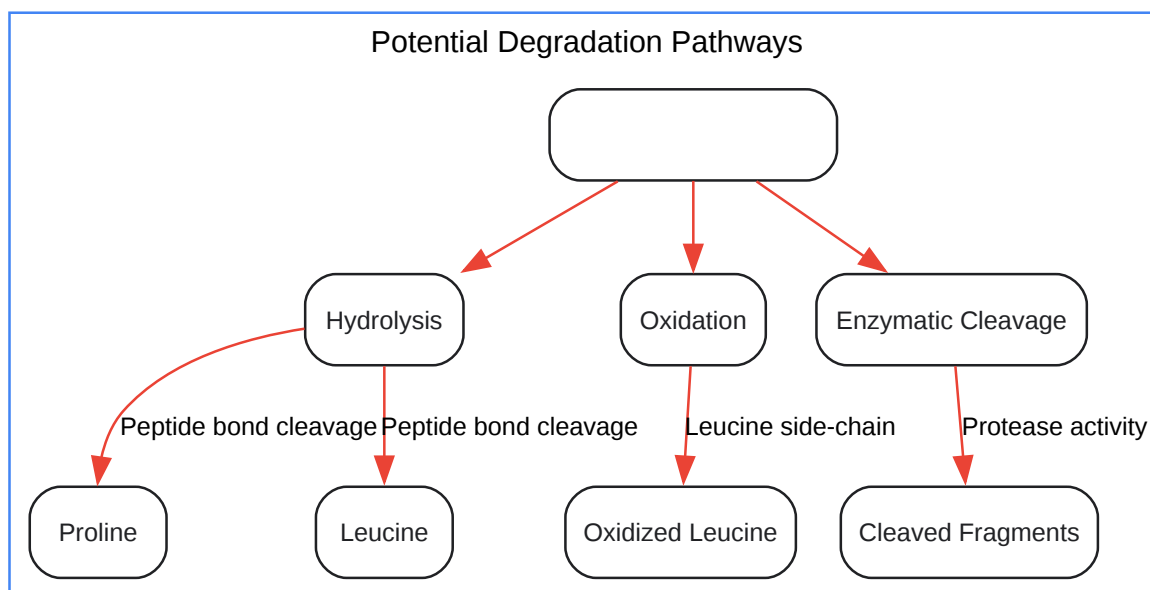 Potential Degradation Pathways
Hydrolysis
Oxidation
Enzymatic Cleavage
Peptide bond cleavage
Peptide bond cleavage
Leucine side-chain
Protease activity
Proline
Leucine
Oxidized Leucine
Cleaved Fragments